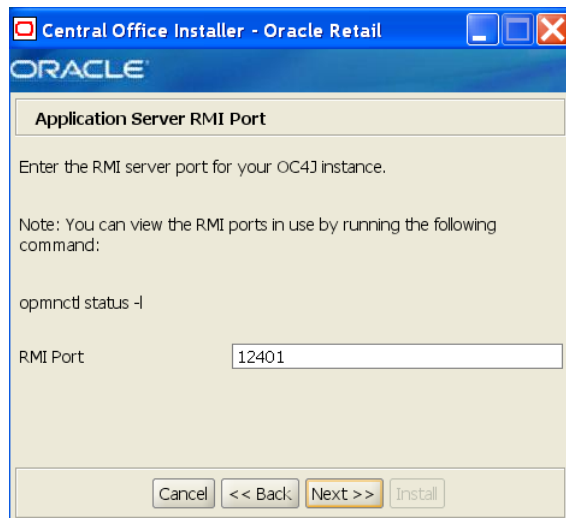 Central Office Installer - Oracle Retail
ORACLE
Application Server RMI Port
Enter the RMI server port for your OC4J instance.
Note: You can view the RMI ports in use by running the following
command:
opmnctl status -l
RMI Port 12401
Cancel << Back Next >> Install